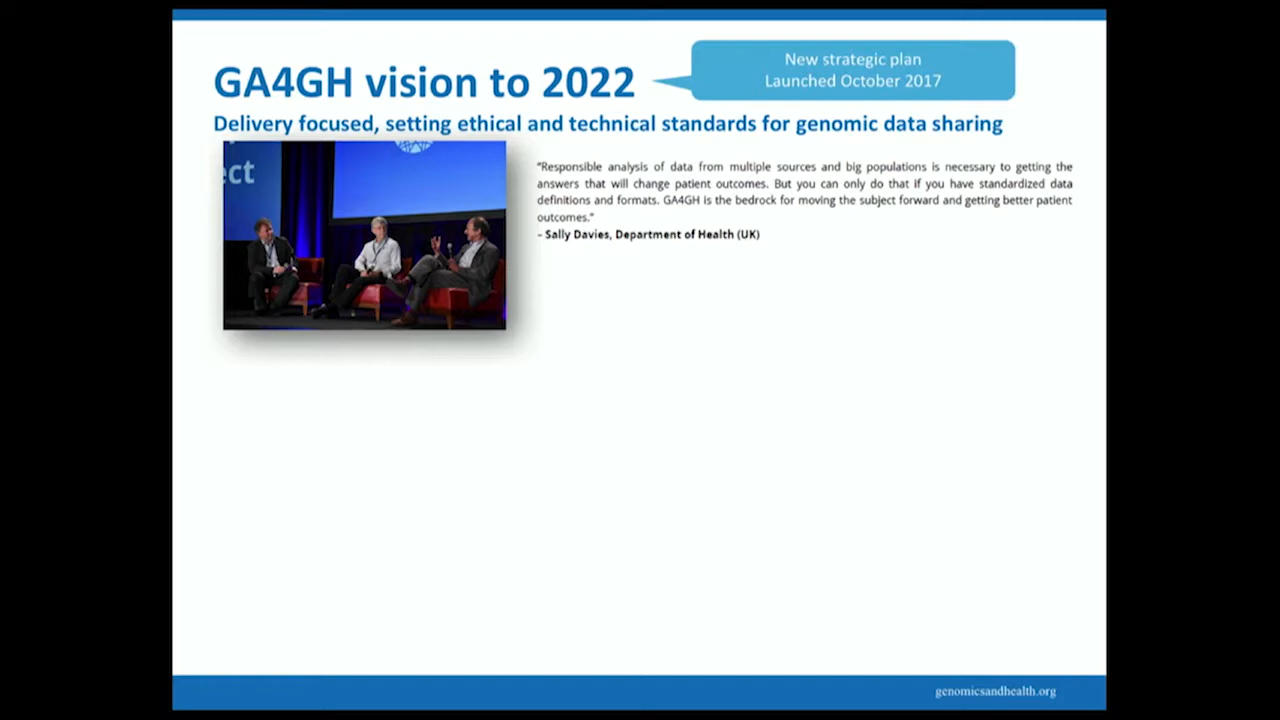 GA4GH vision to 2022
New strategic plan
Launched October 2017
Delivery focused, setting ethical and technical standards for genomic data sharing
ect
“Responsible analysis of data from multiple sources and big populations is necessary to getting the
answers that will change patient outcomes. But you can only do that if you have standardized data
definitions and formats. GA4GH is the bedrock for moving the subject forward and getting better patient
outcomes.”
– Sally Davies, Department of Health (UK)
genomicsandhealth.org